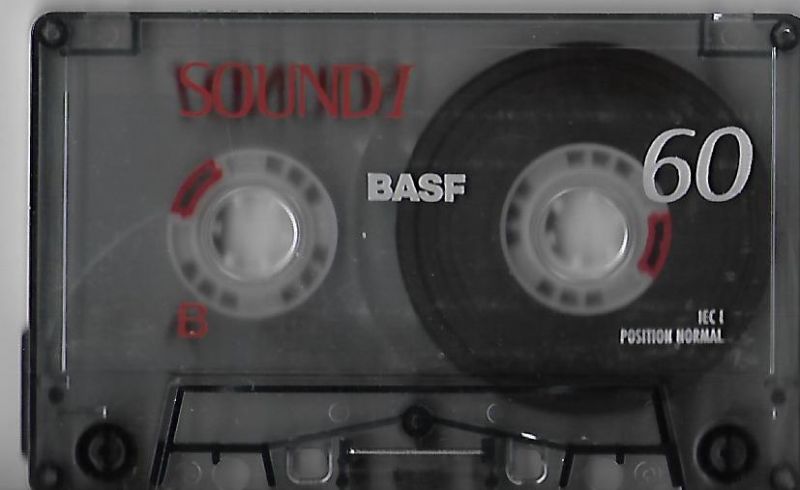 SOUND I
BASF
60
B
IEC I
POSITION NORMAL